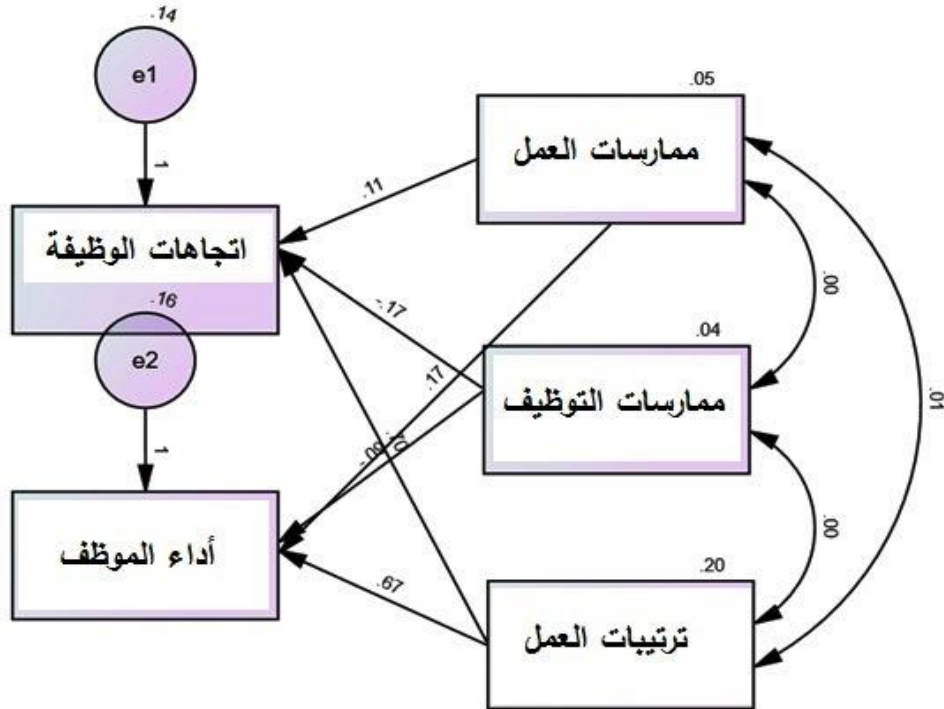 .14
e1
1
.05
ممارسات العمل
.11
اتجاهات الوظيفة
.16
e2
-.17
.00
.04
ممارسات التوظيف
.17
.01
-.09
1
.00
أداء الموظف
.67
.20
ترتيبات العمل